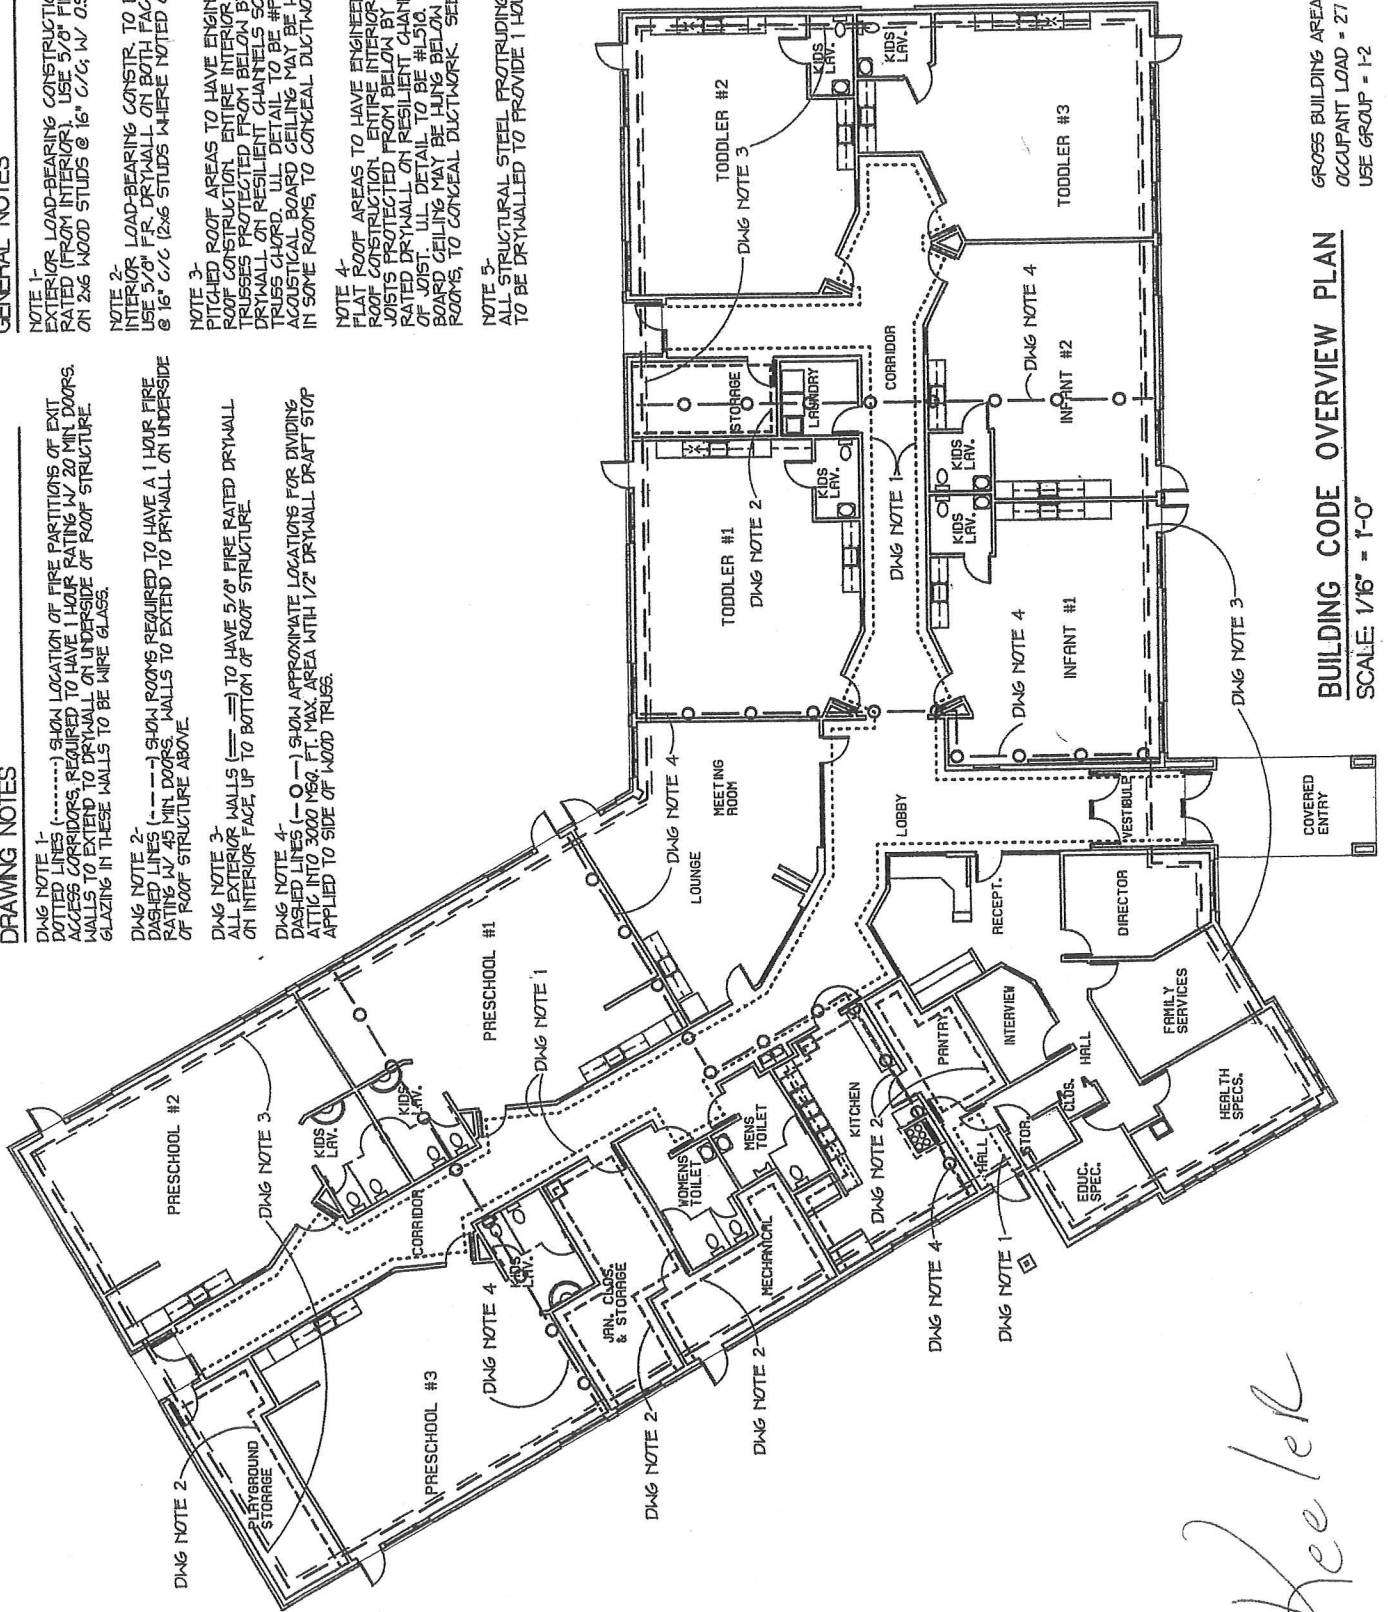 DRAWING NOTES
DWG NOTE 1-
DOTTED LINES (--------) SHOW LOCATION OF FIRE PARTITIONS OF EXIT
ACCESS CORRIDORS, REQUIRED TO HAVE 1 HOUR RATING W/ 20 MIN. DOORS.
WALLS TO EXTEND TO DRYWALL ON UNDERSIDE OF ROOF STRUCTURE.
GLAZING IN THESE WALLS TO BE WIRE GLASS.
DWG NOTE 2-
DASHED LINES (-----) SHOW ROOMS REQUIRED TO HAVE A 1 HOUR FIRE
RATING W/ 45 MIN. DOORS. WALLS TO EXTEND TO DRYWALL ON UNDERSIDE
OF ROOF STRUCTURE ABOVE.
DWG NOTE 3-
ALL EXTERIOR WALLS (== ==) TO HAVE 5/8" FIRE RATED DRYWALL
ON INTERIOR FACE, UP TO BOTTOM OF ROOF STRUCTURE.
DWG NOTE 4-
DASHED LINES (—O—) SHOW APPROXIMATE LOCATIONS FOR DIVIDING
ATTIC INTO 3000 MSQ. FT. MAX. AREA WITH 1/2" DRYWALL DRAFT STOP
APPLIED TO SIDE OF WOOD TRUSS.
GENERAL NOTES
NOTE 1-
EXTERIOR LOAD-BEARING CONSTRUCTIO
RATED (FROM INTERIOR). USE 5/8" FI
ON 2x6 WOOD STUDS @ 16" C/C, W/ OS
NOTE 2-
INTERIOR LOAD-BEARING CONSTR. TO
USE 5/8" F.R. DRYWALL ON BOTH FAC
@ 16" C/C (2x6 STUDS WHERE NOTED
NOTE 3-
PITCHED ROOF AREAS TO HAVE ENGIN
ROOF CONSTRUCTION. ENTIRE INTERIOR
TRUSSES PROTECTED FROM BELOW BY
DRYWALL ON RESILIENT CHANNELS SC
TRUSS CHORD. U.L. DETAIL TO BE #P
ACOUSTICAL BOARD CEILING MAY BE H
IN SOME ROOMS, TO CONCEAL DUCTWO
NOTE 4-
FLAT ROOF AREAS TO HAVE ENGINEER
ROOF CONSTRUCTION. ENTIRE INTERIOR
JOISTS PROTECTED FROM BELOW BY
RATED DRYWALL ON RESILIENT CHAN
OF JOIST. U.L. DETAIL TO BE #L518.
BOARD CEILING MAY BE HUNG BELOW
ROOMS, TO CONCEAL DUCTWORK. SEE
NOTE 5-
ALL STRUCTURAL STEEL PROTRUDING
TO BE DRYWALLED TO PROVIDE 1 HOU
DWG NOTE 2
PLAYGROUND
STORAGE
PRESCHOOL #3
PRESCHOOL #2
DWG NOTE 3
KIDS
LAV.
KIDS
LAV.
CORRIDOR
PRESCHOOL #1
DWG NOTE 1
KIDS
LAV.
DWG NOTE 4
JAN. CLOS.
& STORAGE
DWG NOTE 2
WOMENS
TOILET
MENS
TOILET
MECHANICAL
DWG NOTE 2
KITCHEN
DWG NOTE 2
PANTRY
HALL
STOR.
DWG NOTE 4
DWG NOTE 1
INTERVIEW
CLOS.
HALL
EDUC.
SPEC.
HEALTH
SPECS.
FAMILY
SERVICES
DIRECTOR
RECEPT.
LOUNGE
DWG NOTE 4
MEETING
ROOM
LOBBY
VESTIBULE
COVERED
ENTRY
DWG NOTE 3
TODDLER #1
DWG NOTE 2
KIDS
LAV.
STORAGE
LAUNDRY
DWG NOTE 1
CORRIDOR
INFANT #1
DWG NOTE 4
KIDS
LAV.
KIDS
LAV.
INFANT #2
DWG NOTE 4
TODDLER #2
DWG NOTE 3
KIDS
LAV.
KIDS
LAV.
TODDLER #3
BUILDING CODE OVERVIEW PLAN
SCALE: 1/16" = 1'-0"
GROSS BUILDING AREA
OCCUPANT LOAD = 27
USE GROUP = I-2
Keeler